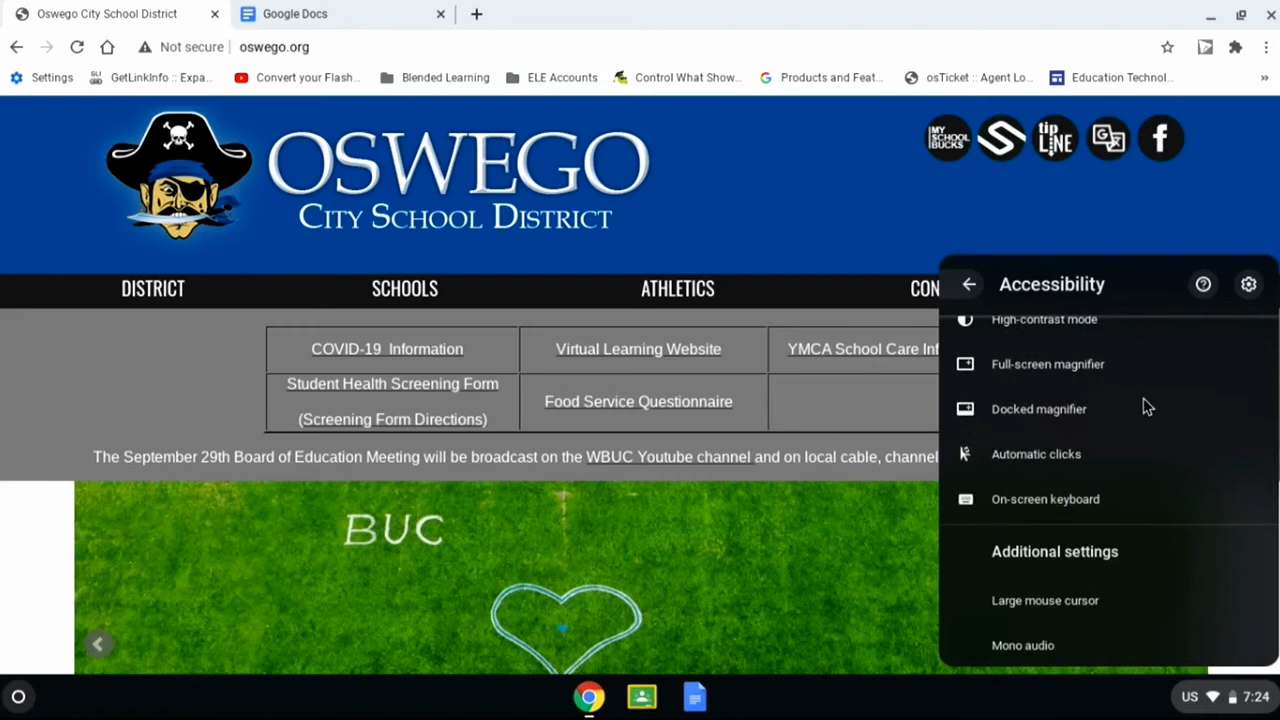 Oswego City School District
Google Docs
Not secure
oswego.org
Settings
GetLinkInfo :: Expa...
Convert your Flash...
Blended Learning
ELE Accounts
Control What Show...
Products and Feat...
osTicket :: Agent Lo...
Education Technol...
OSWEGO
CITY SCHOOL DISTRICT
MY SCHOOL BUCKS
tip LINE
DISTRICT
SCHOOLS
ATHLETICS
CON
COVID-19 Information
Virtual Learning Website
YMCA School Care Inf
Student Health Screening Form
(Screening Form Directions)
Food Service Questionnaire
The September 29th Board of Education Meeting will be broadcast on the WBUC Youtube channel and on local cable, channel
BUC
Accessibility
High-contrast mode
Full-screen magnifier
Docked magnifier
Automatic clicks
On-screen keyboard
Additional settings
Large mouse cursor
Mono audio
US
7:24